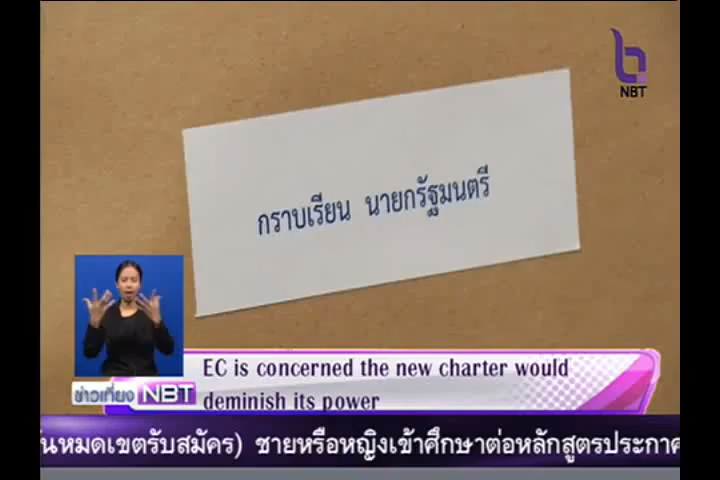 NBT
กราบเรียน นายกรัฐมนตรี
EC is concerned the new charter would
deminish its power
ข่าวเที่ยง NBT
วันหมดเขตรับสมัคร) ชายหรือหญิงเข้าศึกษาต่อหลักสูตรประกาศ